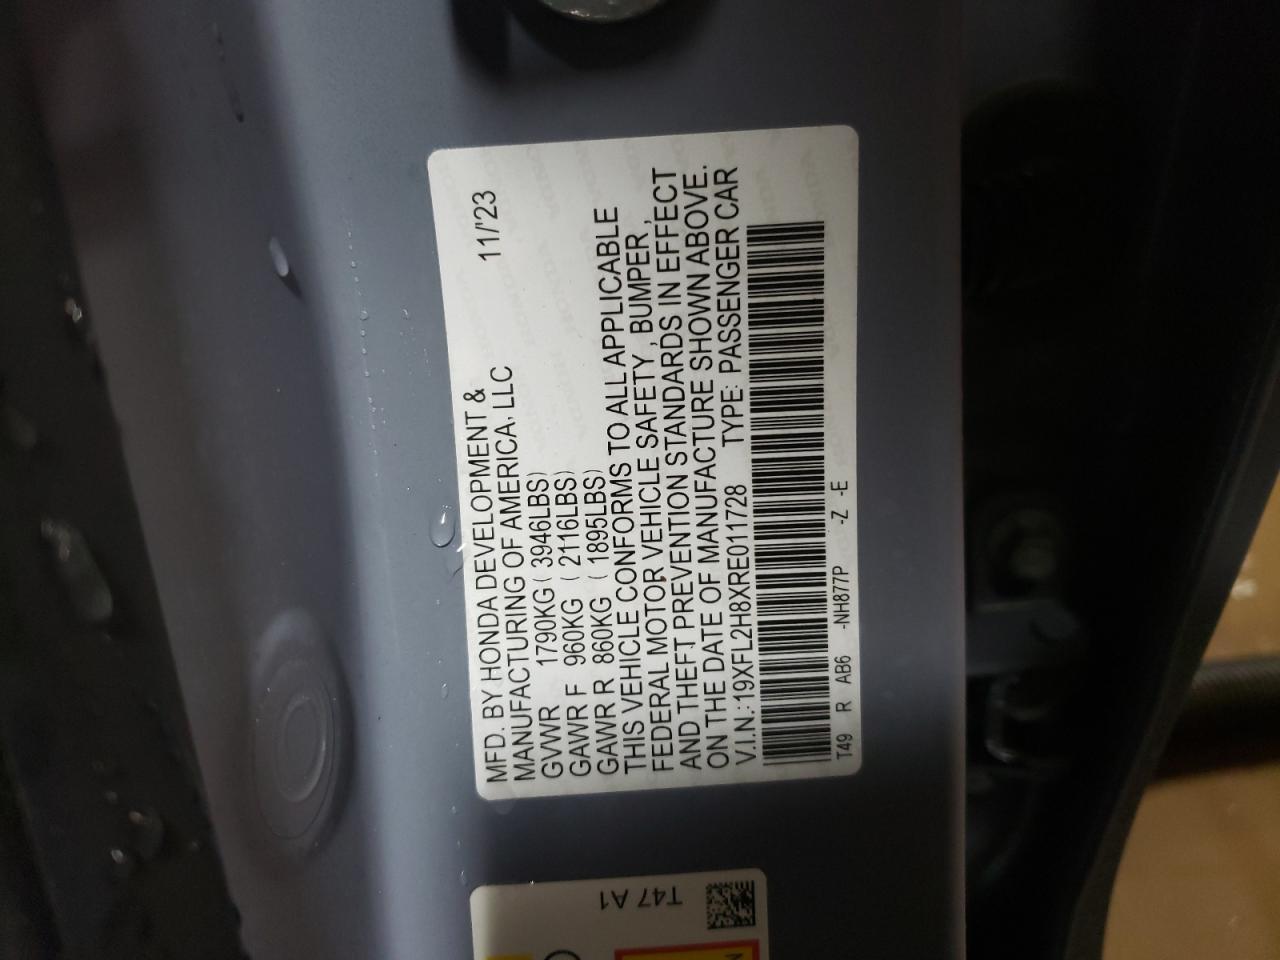 MFD. BY HONDA DEVELOPMENT &
MANUFACTURING OF AMERICA, LLC 11/'23
GVWR 1790KG ( 3946LBS)
GAWR F 960KG ( 2116LBS)
GAWR R 860KG ( 1895LBS)
THIS VEHICLE CONFORMS TO ALL APPLICABLE
FEDERAL MOTOR VEHICLE SAFETY , BUMPER ,
AND THEFT PREVENTION STANDARDS IN EFFECT
ON THE DATE OF MANUFACTURE SHOWN ABOVE.
V.I.N.: 19XFL2H8XRE011728 TYPE: PASSENGER CAR
T49 R AB6 -NH877P -Z -E
T47 A1